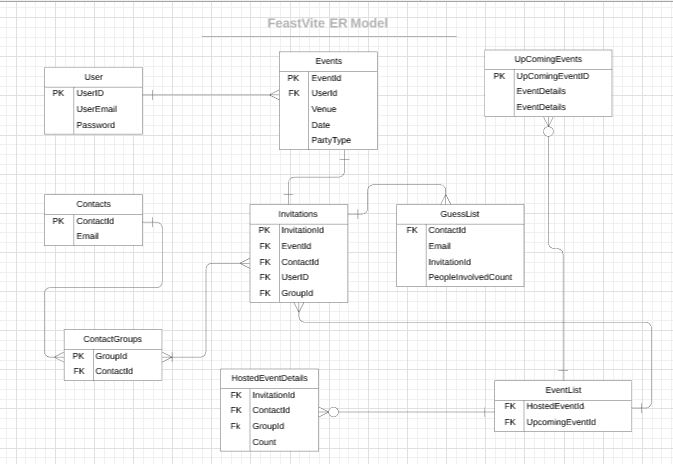 FeastVite ER Model
User
PK UserID
UserEmail
Password
Events
PK EventId
FK UserId
Venue
Date
PartyType
UpComingEvents
PK UpComingEventID
EventDetails
EventDetails
Contacts
PK ContactId
Email
Invitations
PK InvitationId
FK EventId
FK ContactId
FK UserID
FK GroupId
GuessList
FK ContactId
Email
InvitationId
PeopleInvolvedCount
ContactGroups
PK GroupId
FK ContactId
HostedEventDetails
FK InvitationId
FK ContactId
Fk GroupId
Count
EventList
FK HostedEventId
FK UpcomingEventId